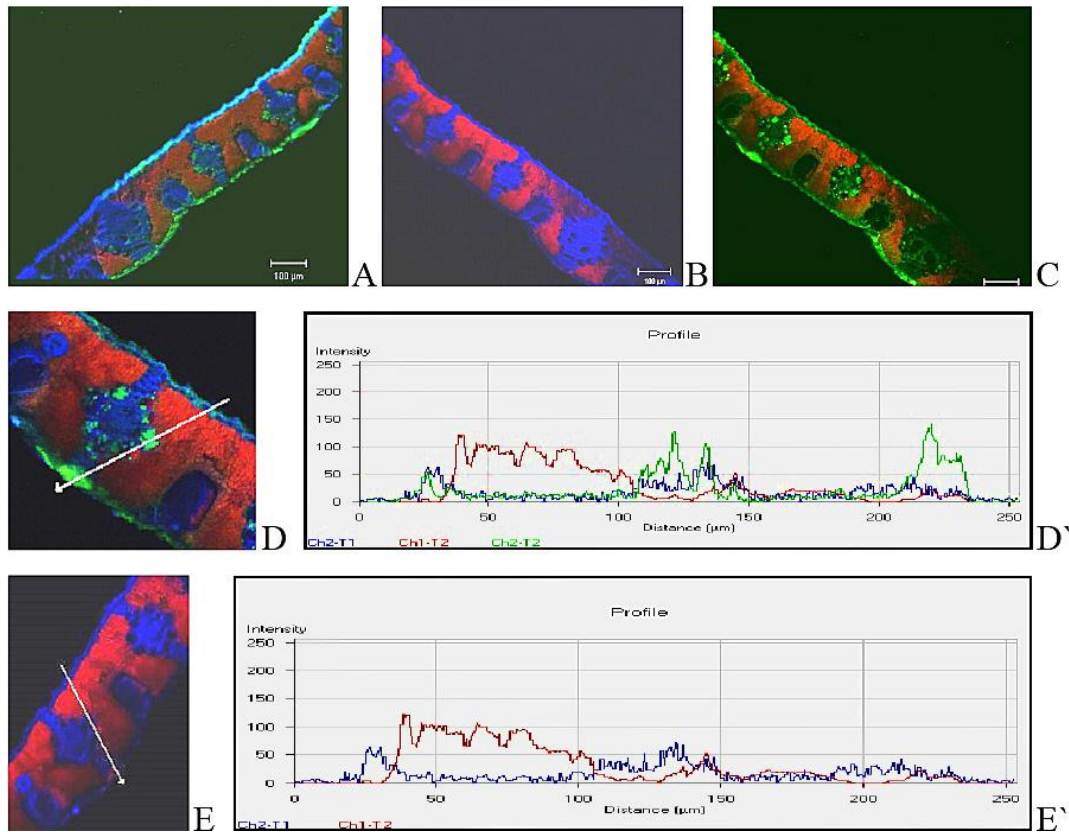 100 µm
A
100 µm
B
C
D
Profile
Intensity
250
200
150
100
50
0
0 50 100 150 200 250
Distance [µm]
Ch2-T1 Ch1-T2 Ch2-T2
D`
E
Profile
Intensity
250
200
150
100
50
0
0 50 100 150 200 250
Distance [µm]
Ch2-T1 Ch1-T2
E`